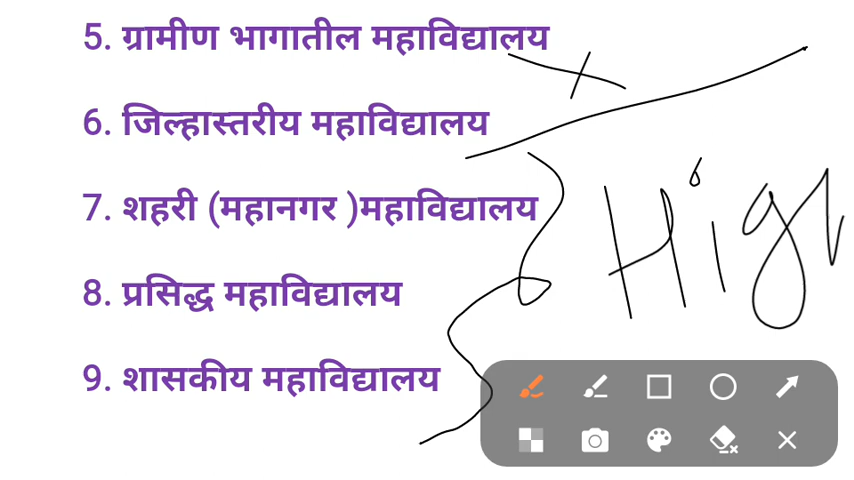 5. ग्रामीण भागातील महाविद्यालय
6. जिल्हास्तरीय महाविद्यालय
7. शहरी (महानगर )महाविद्यालय
8. प्रसिद्ध महाविद्यालय
9. शासकीय महाविद्यालय
High